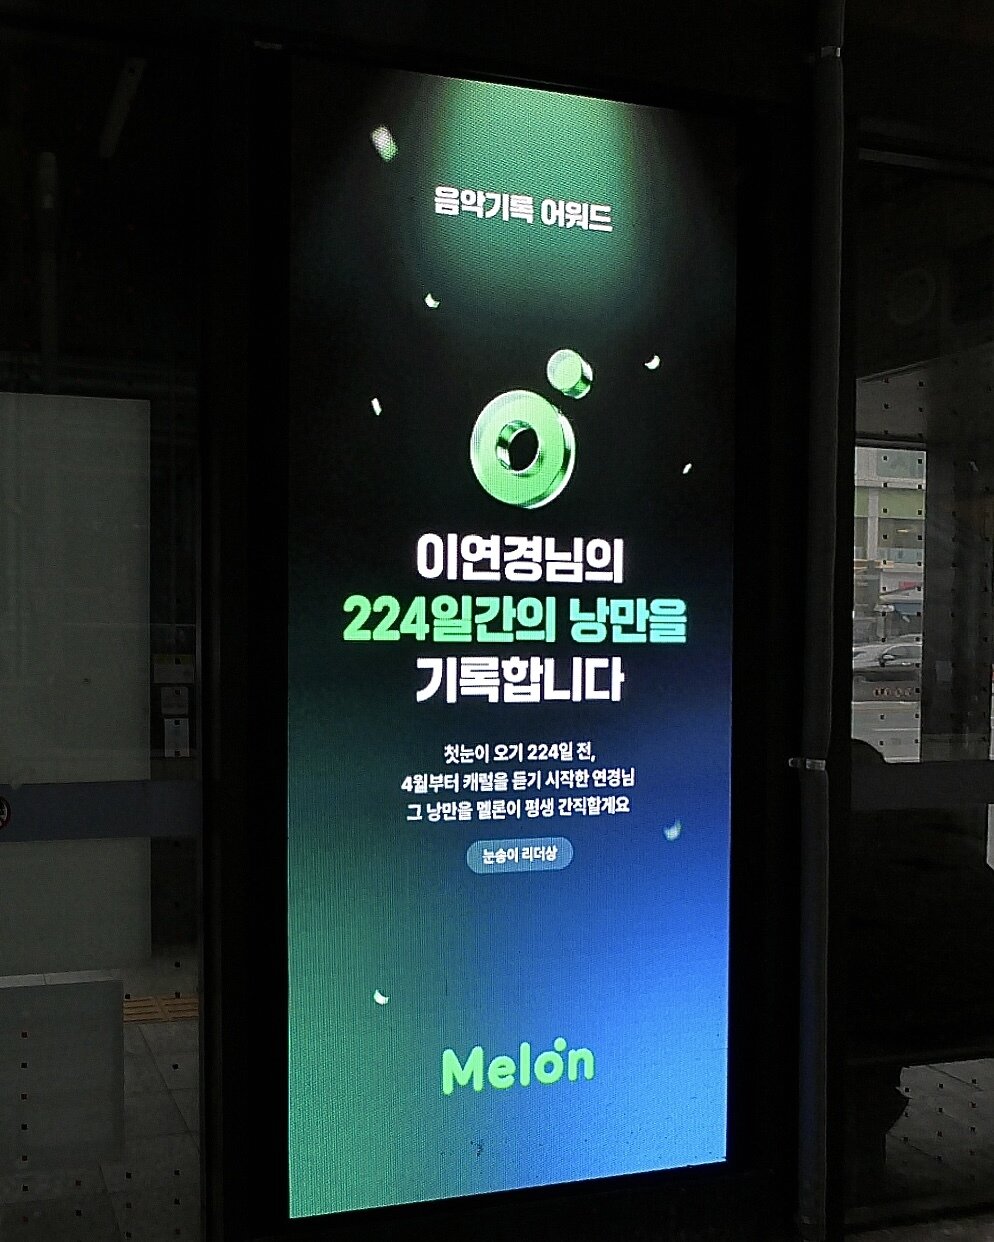 음악기록 어워드
이연경님의
224일간의 낭만을
기록합니다
첫눈이 오기 224일 전,
4월부터 캐럴을 듣기 시작한 연경님
그 낭만을 멜론이 평생 간직할게요
눈송이 리더상
Melon